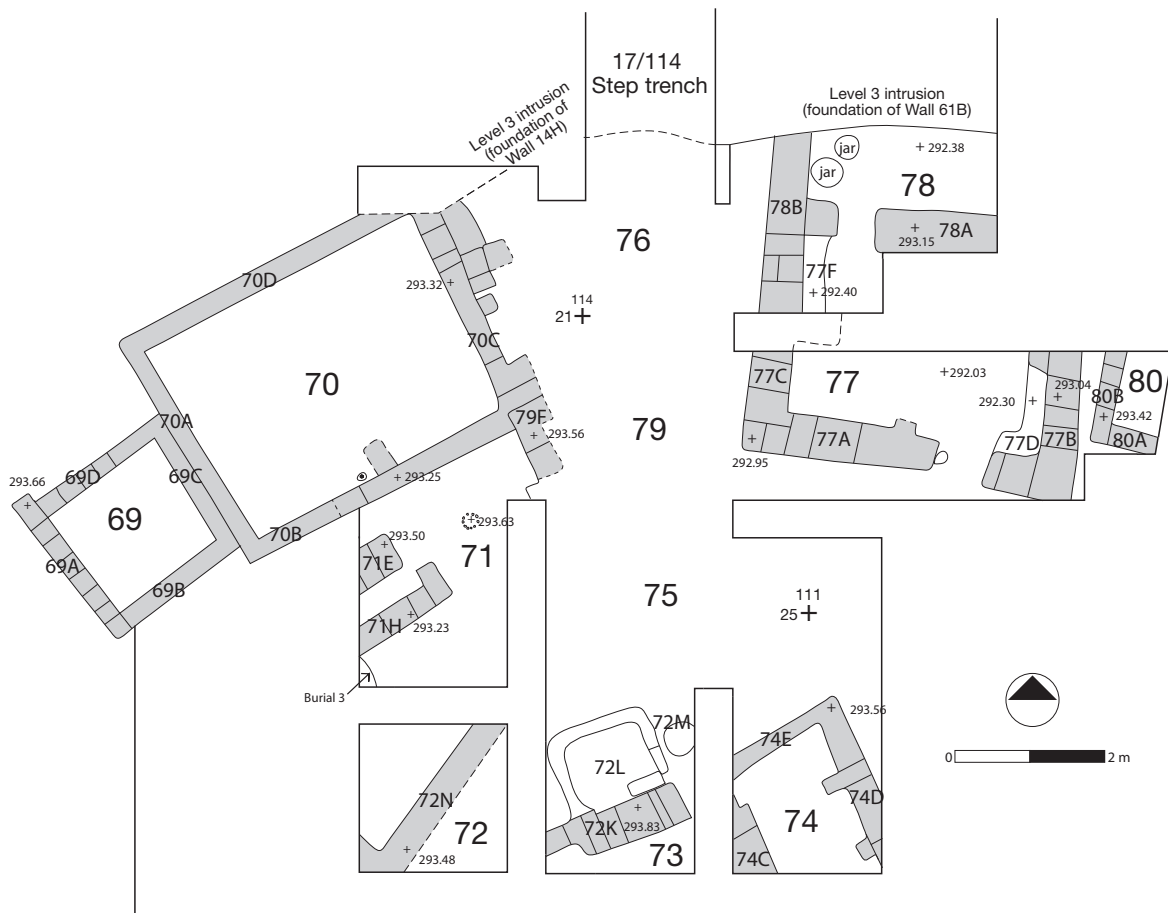 17/114
Step trench
Level 3 intrusion
(foundation of
Wall 14H)
Level 3 intrusion
(foundation of Wall 61B)
jar
jar
292.38
78
78B
78A
293.15
76
70D
293.32
77F
292.40
114
21
70C
70
77C
77
292.03
293.04
80
292.30
80B
293.42
79F
293.56
79
70A
77A
77D
77B
80A
292.95
69D
69C
293.66
293.25
69
70B
293.63
293.50
71
71E
69A
69B
75
111
25
71H
293.23
Burial 3
293.56
72M
74E
0
2 m
72L
74D
72N
72K
293.83
74
72
293.48
73
74C